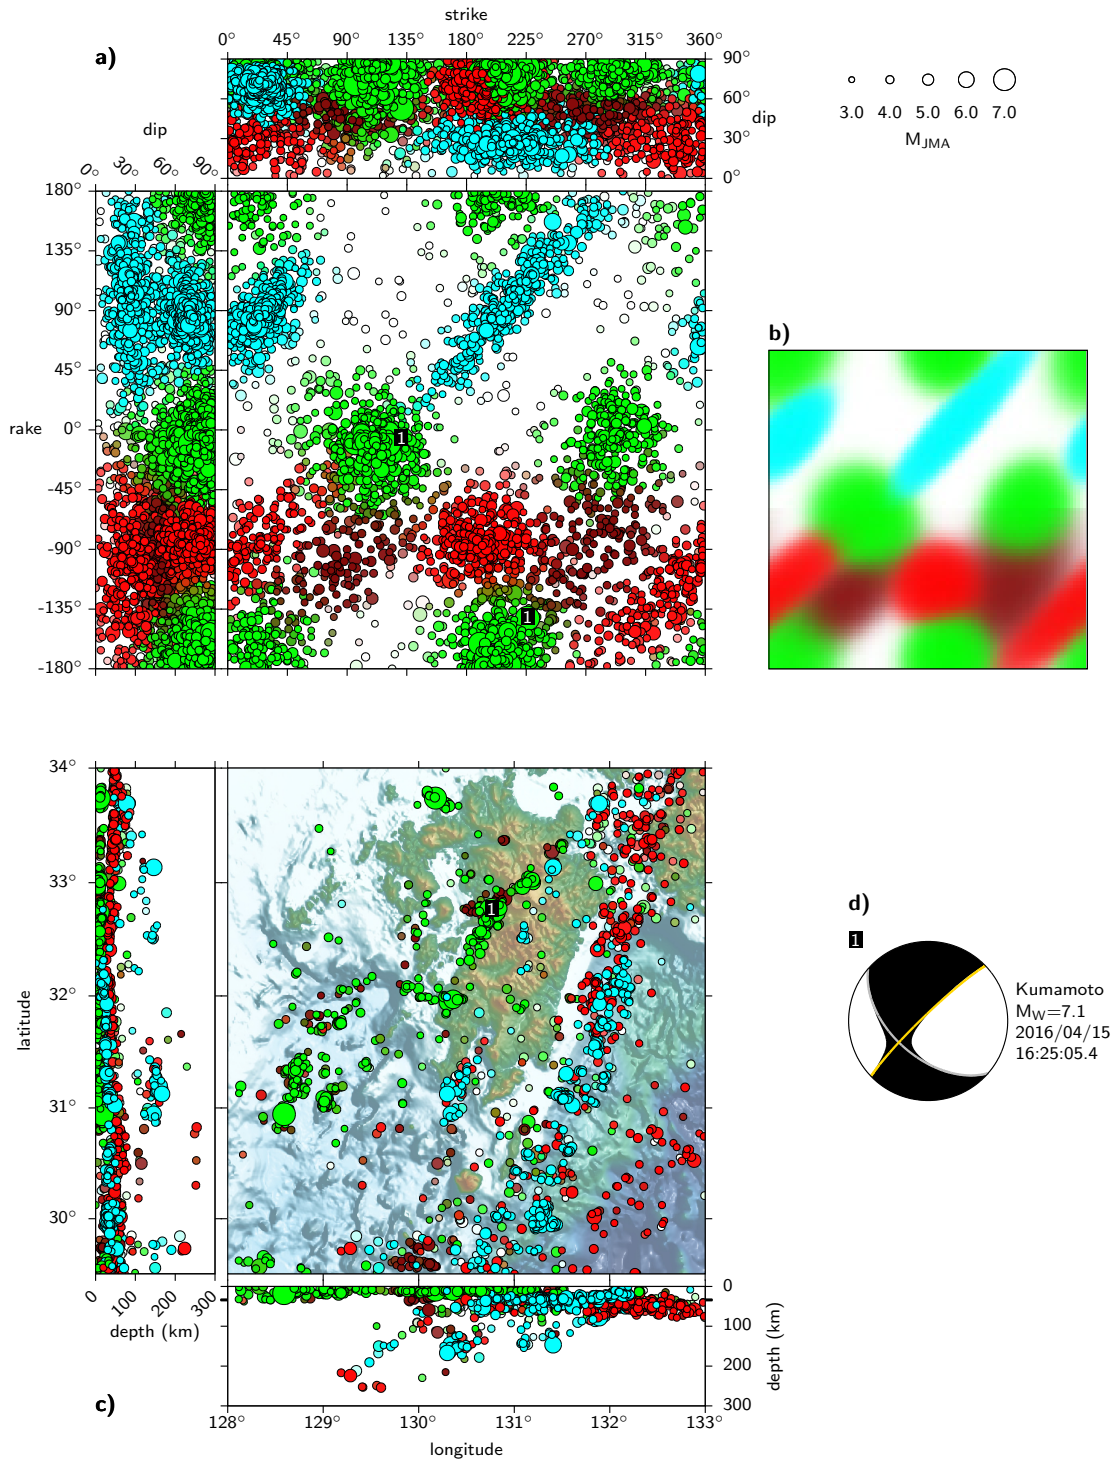 strike
0° 45° 90° 135° 180° 225° 270° 315° 360°
a)
90°
60°
dip
30°
0°
3.0 4.0 5.0 6.0 7.0
MJMA
dip
0° 30° 60° 90°
180°
135°
90°
45°
rake 0°
-45°
-90°
-135°
-180°
1
1
b)
34°
33°
32°
31°
30°
latitude
1
0 100 200 300
depth (km)
0
100
200
300
depth (km)
c)
128° 129° 130° 131° 132° 133°
longitude
d)
1
Kumamoto
MW=7.1
2016/04/15
16:25:05.4